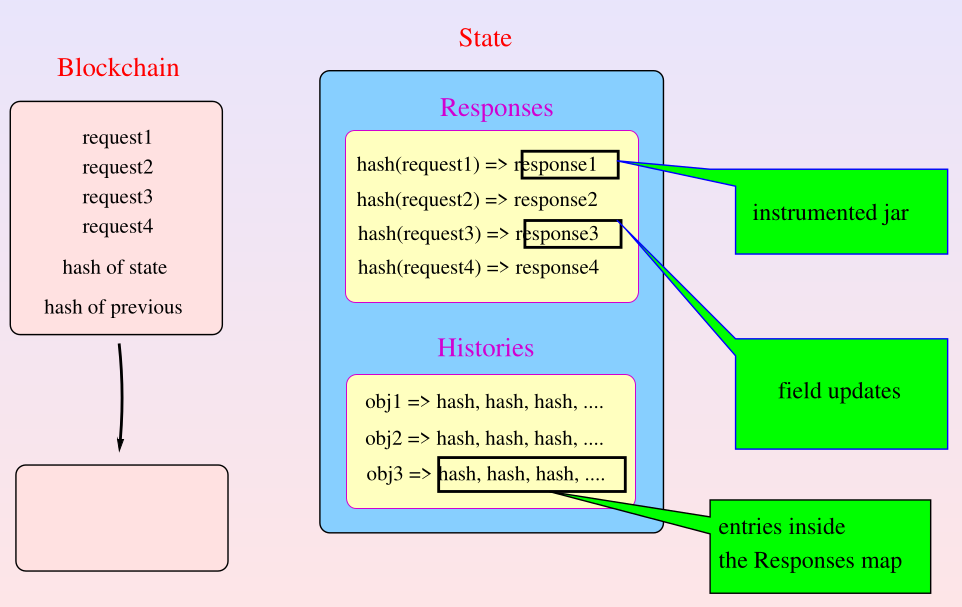 Blockchain
request1
request2
request3
request4
hash of state
hash of previous
State
Responses
hash(request1) => response1
hash(request2) => response2
hash(request3) => response3
hash(request4) => response4
Histories
obj1 => hash, hash, hash, ....
obj2 => hash, hash, hash, ....
obj3 => hash, hash, hash, ....
instrumented jar
field updates
entries inside
the Responses map